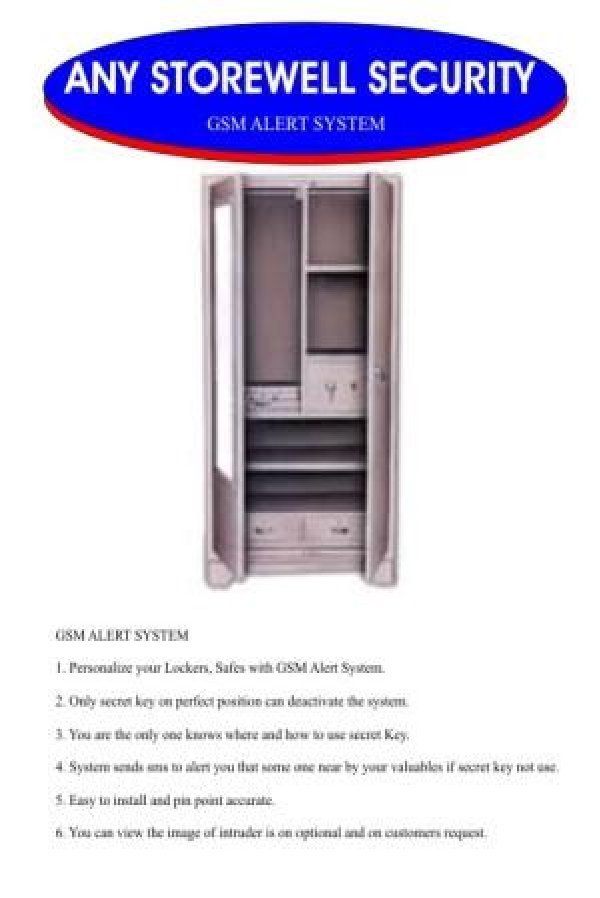 ANY STOREWELL SECURITY
GSM ALERT SYSTEM
GSM ALERT SYSTEM
1. Personalize your Lockers, Safes with GSM Alert System.
2. Only secret key on perfect position can deactivate the system.
3. You are the only one knows where and how to use secret Key.
4. System sends sms to alert you that some one near by your valuables if secret key not use.
5. Easy to install and pin point accurate.
6. You can view the image of intruder is on optional and on customers request.